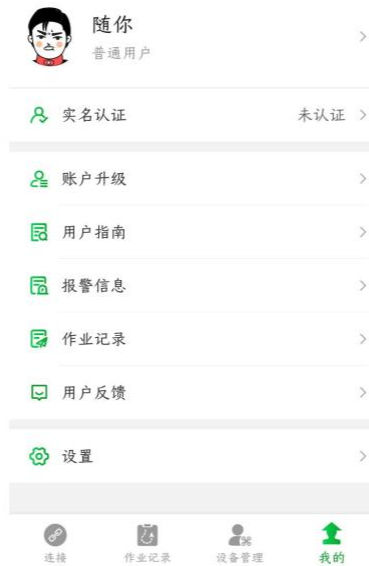 随你
普通用户
实名认证 未认证
账户升级
用户指南
报警信息
作业记录
用户反馈
设置
连接 作业记录 设备管理 我的